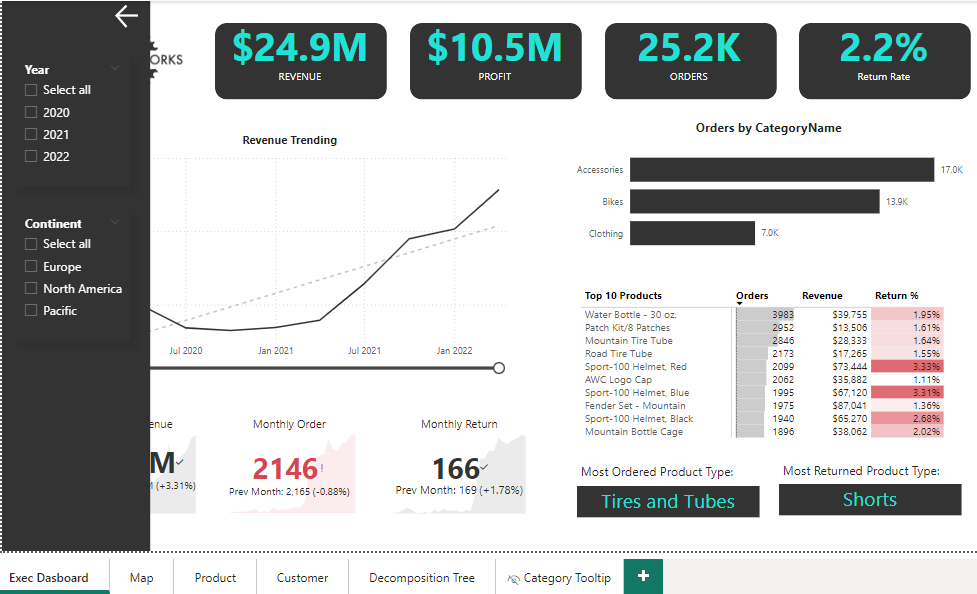 Year
Select all
2020
2021
2022
Continent
Select all
Europe
North America
Pacific
ORKS
$24.9M
REVENUE
$10.5M
PROFIT
25.2K
ORDERS
2.2%
Return Rate
Revenue Trending
Jul 2020 Jan 2021 Jul 2021 Jan 2022
Orders by CategoryName
Accessories 17.0K
Bikes 13.9K
Clothing 7.0K
Top 10 Products Orders Revenue Return %
Water Bottle - 30 oz. 3983 $39,755 1.95%
Patch Kit/8 Patches 2952 $13,506 1.61%
Mountain Tire Tube 2846 $28,333 1.64%
Road Tire Tube 2173 $17,265 1.55%
Sport-100 Helmet, Red 2099 $73,444 3.33%
AWC Logo Cap 2062 $35,882 1.11%
Sport-100 Helmet, Blue 1995 $67,120 3.31%
Fender Set - Mountain 1975 $87,041 1.36%
Sport-100 Helmet, Black 1940 $65,270 2.68%
Mountain Bottle Cage 1896 $38,062 2.02%
enue
M
(+3.31%)
Monthly Order
2146!
Prev Month: 2,165 (-0.88%)
Monthly Return
166
Prev Month: 169 (+1.78%)
Most Ordered Product Type:
Tires and Tubes
Most Returned Product Type:
Shorts
Exec Dasboard Map Product Customer Decomposition Tree Category Tooltip +